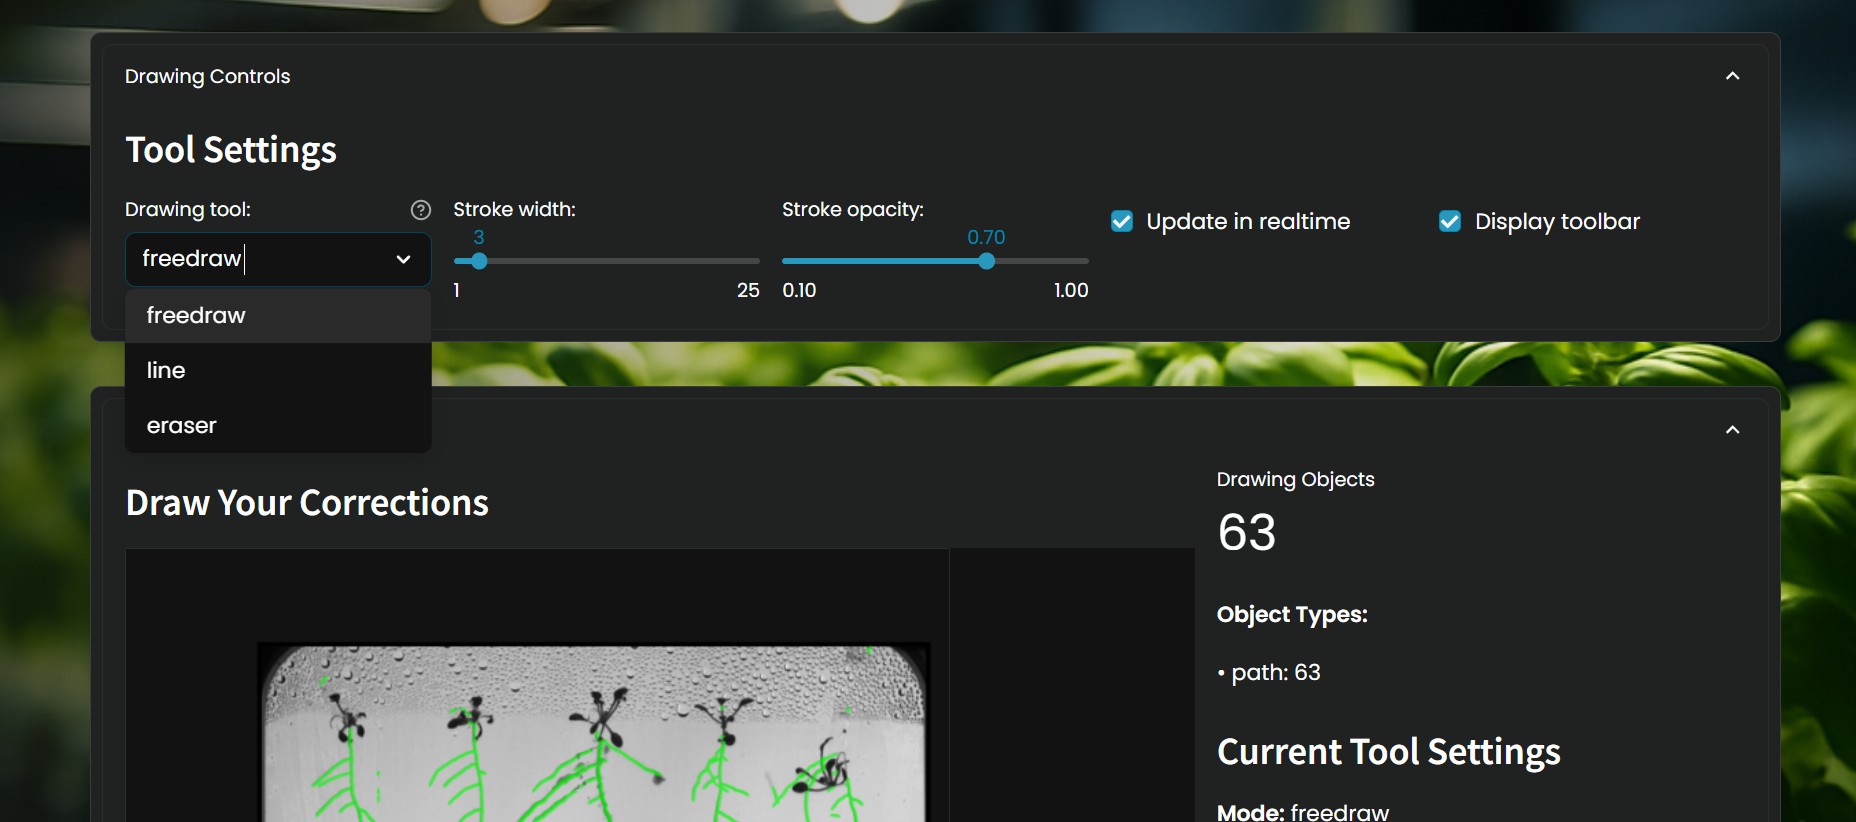 Drawing Controls
Tool Settings
Drawing tool:
freedraw
freedraw
line
eraser
Stroke width:
3
1 25
Stroke opacity:
0.70
0.10 1.00
Update in realtime
Display toolbar
Draw Your Corrections
Drawing Objects
63
Object Types:
• path: 63
Current Tool Settings
Mode: freedraw